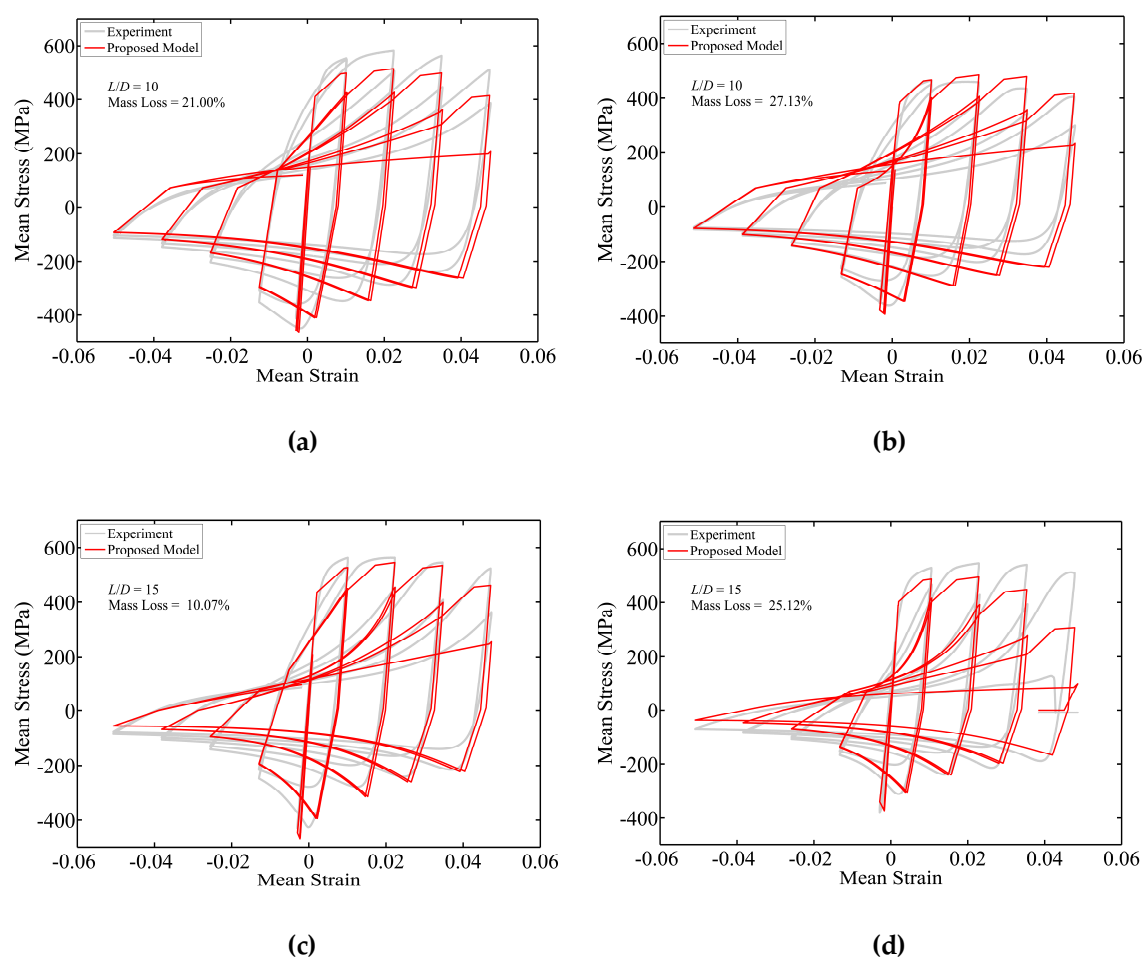 Experiment
Proposed Model
L/D = 10
Mass Loss = 21.00%
Mean Stress (MPa)
600
400
200
0
-200
-400
-0.06
-0.04
-0.02
0
0.02
0.04
0.06
Mean Strain
(a)
Experiment
Proposed Model
L/D = 10
Mass Loss = 27.13%
Mean Stress (MPa)
600
400
200
0
-200
-400
-0.06
-0.04
-0.02
0
0.02
0.04
0.06
Mean Strain
(b)
Experiment
Proposed Model
L/D = 15
Mass Loss = 10.07%
Mean Stress (MPa)
600
400
200
0
-200
-400
-0.06
-0.04
-0.02
0
0.02
0.04
0.06
Mean Strain
(c)
Experiment
Proposed Model
L/D = 15
Mass Loss = 25.12%
Mean Stress (MPa)
600
400
200
0
-200
-400
-0.06
-0.04
-0.02
0
0.02
0.04
0.06
Mean Strain
(d)